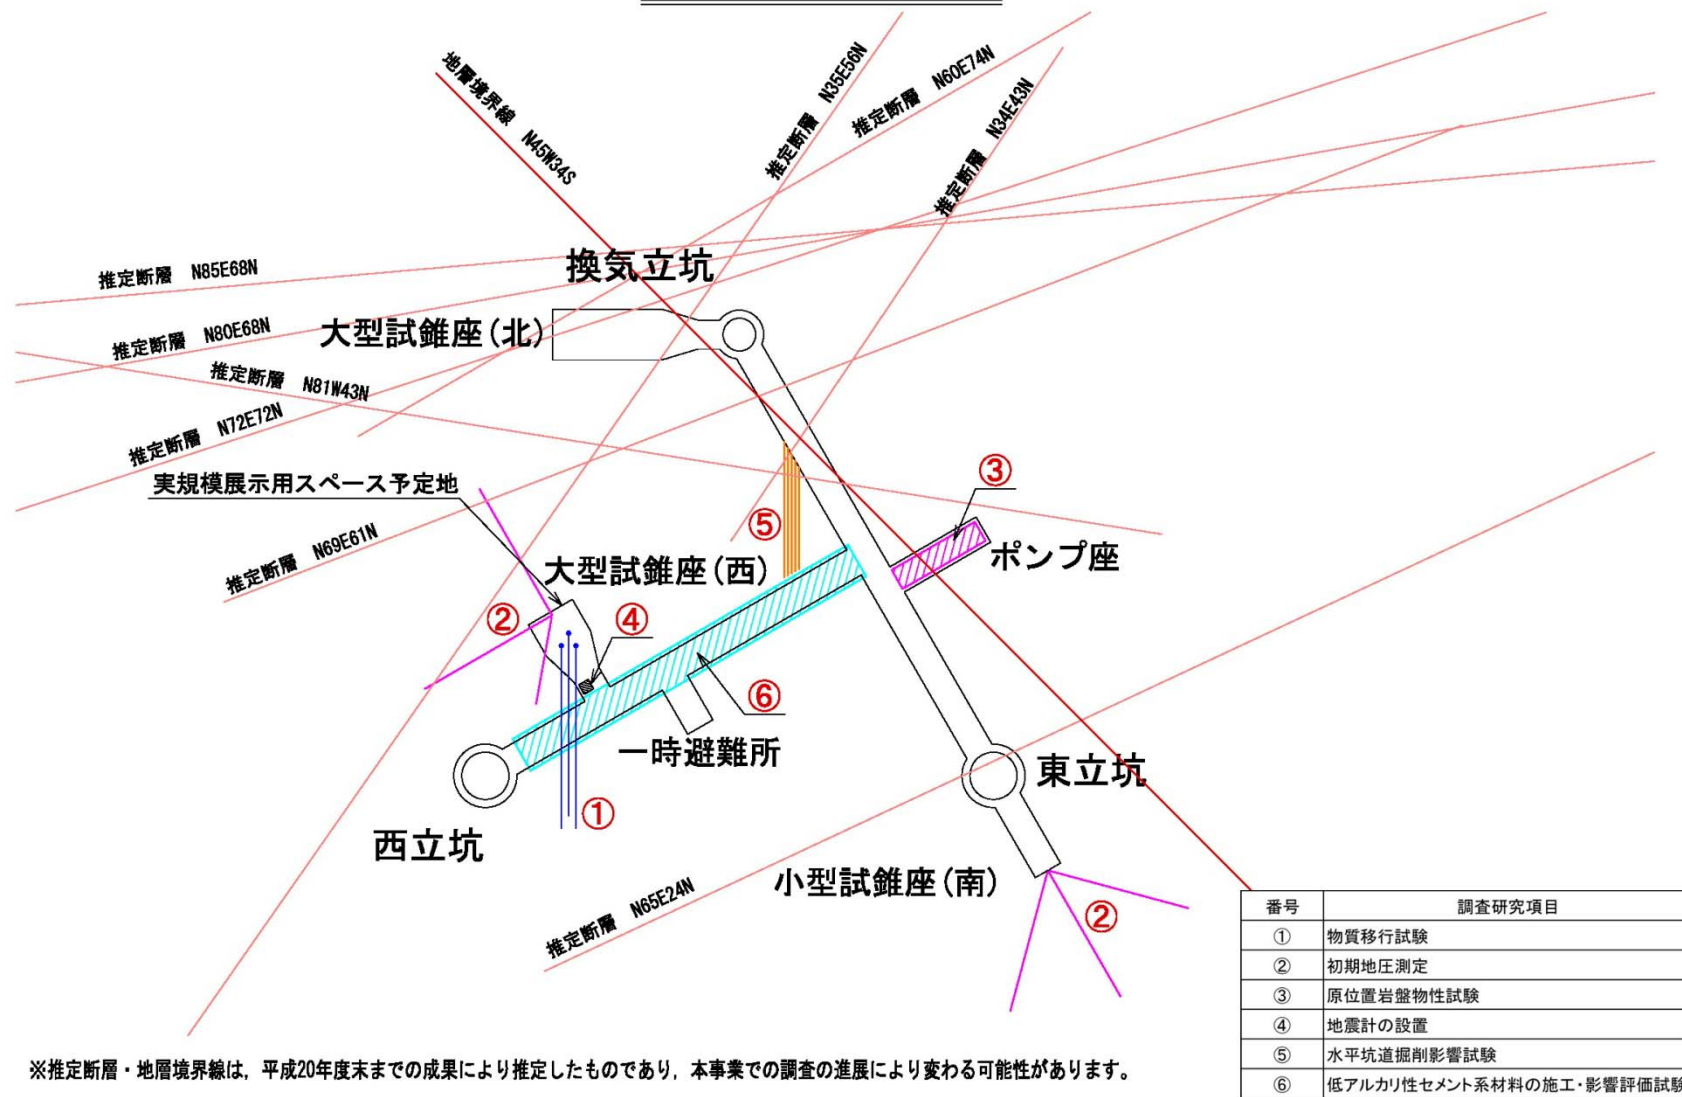 地層境界線 N45W34S
推定断層 N35E56N
推定断層 N60E74N
推定断層 N34E43N
推定断層 N85E68N
換気立坑
推定断層 N80E68N
大型試錐座(北)
推定断層 N81W43N
推定断層 N72E72N
実規模展示用スペース予定地
③
⑤
推定断層 N69E61N
大型試錐座(西)
ポンプ座
②
④
⑥
一時避難所
東立坑
①
西立坑
小型試錐座(南)
推定断層 N65E24N
②
番号 調査研究項目
① 物質移行試験
② 初期地圧測定
③ 原位置岩盤物性試験
④ 地震計の設置
⑤ 水平坑道掘削影響試験
⑥ 低アルカリ性セメント系材料の施工・影響評価試験
※推定断層・地層境界線は，平成20年度末までの成果により推定したものであり，本事業での調査の進展により変わる可能性があります。